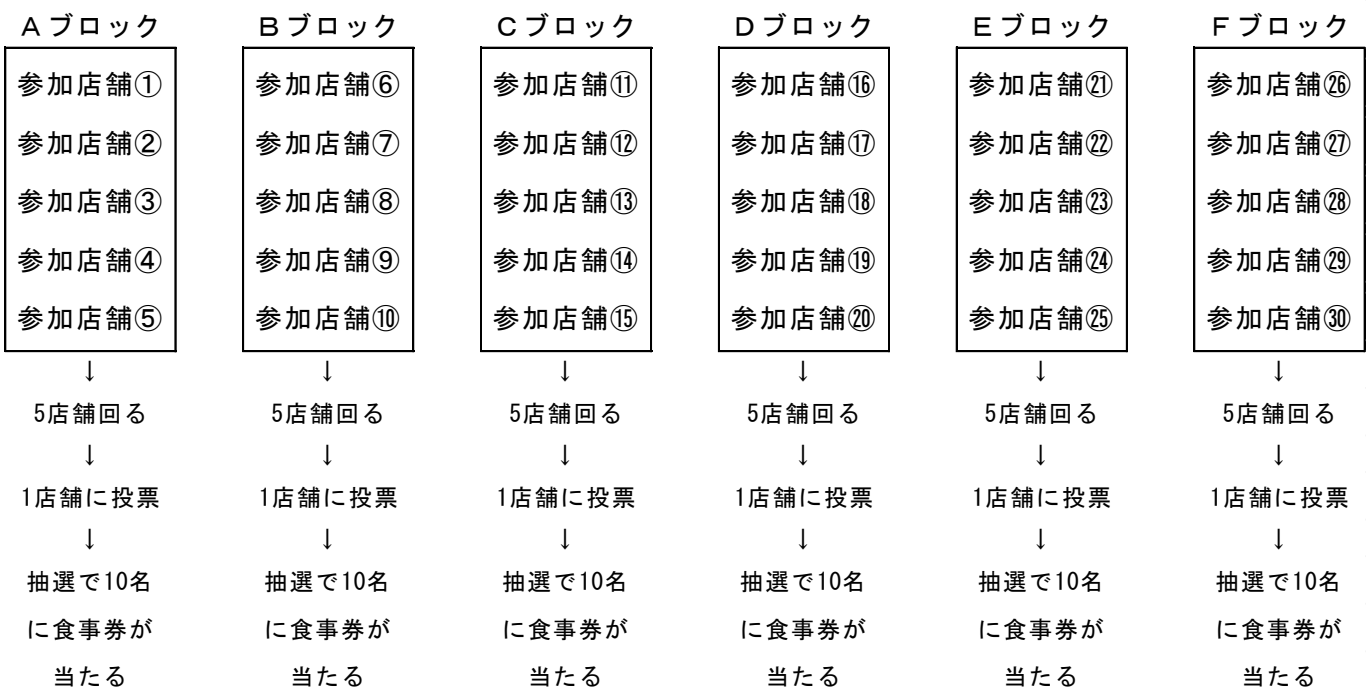 Aブロック
参加店舗①
参加店舗②
参加店舗③
参加店舗④
参加店舗⑤
↓
5店舗回る
↓
1店舗に投票
↓
抽選で10名
に食事券が
当たる
Bブロック
参加店舗⑥
参加店舗⑦
参加店舗⑧
参加店舗⑨
参加店舗⑩
↓
5店舗回る
↓
1店舗に投票
↓
抽選で10名
に食事券が
当たる
Cブロック
参加店舗⑪
参加店舗⑫
参加店舗⑬
参加店舗⑭
参加店舗⑮
↓
5店舗回る
↓
1店舗に投票
↓
抽選で10名
に食事券が
当たる
Dブロック
参加店舗⑯
参加店舗⑰
参加店舗⑱
参加店舗⑲
参加店舗⑳
↓
5店舗回る
↓
1店舗に投票
↓
抽選で10名
に食事券が
当たる
Eブロック
参加店舗㉑
参加店舗㉒
参加店舗㉓
参加店舗㉔
参加店舗㉕
↓
5店舗回る
↓
1店舗に投票
↓
抽選で10名
に食事券が
当たる
Fブロック
参加店舗㉖
参加店舗㉗
参加店舗㉘
参加店舗㉙
参加店舗㉚
↓
5店舗回る
↓
1店舗に投票
↓
抽選で10名
に食事券が
当たる